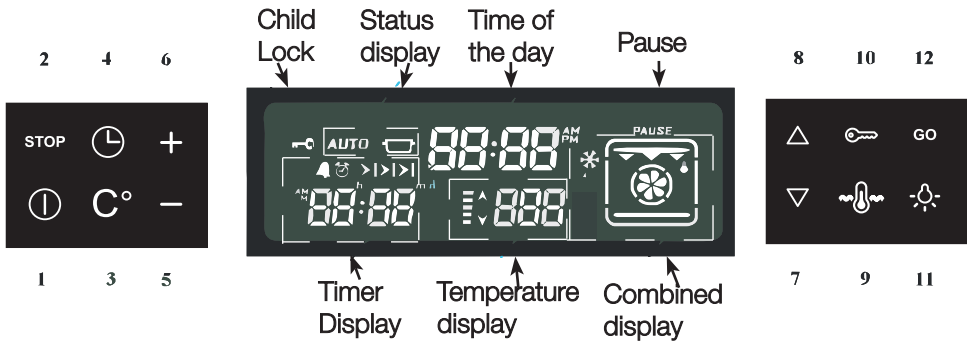 Child
Lock
Status
display
Time of
the day
Pause
2 4 6
8 10 12
STOP
C°
AUTO
88:88
AM
PM
PAUSE
GO
h
m d
AM
M
88:88
888
1 3 5
7 9 11
Timer
Display
Temperature
display
Combined
display